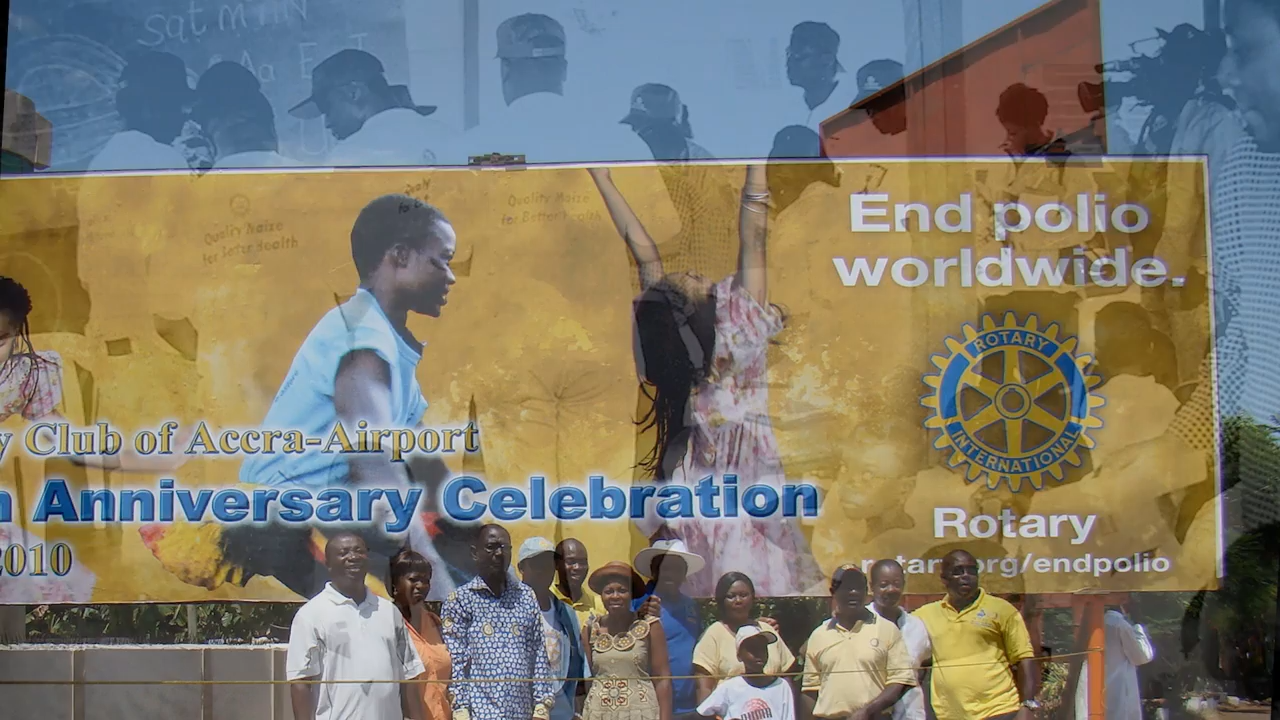 Sat M
Aa E
Quality Maize
for Better Health
Quality Maize
for Better Health
End polio
worldwide.
ROTARY
INTERNATIONAL
y Club of Accra-Airport
Anniversary Celebration
2010
Rotary
rotary.org/endpolio